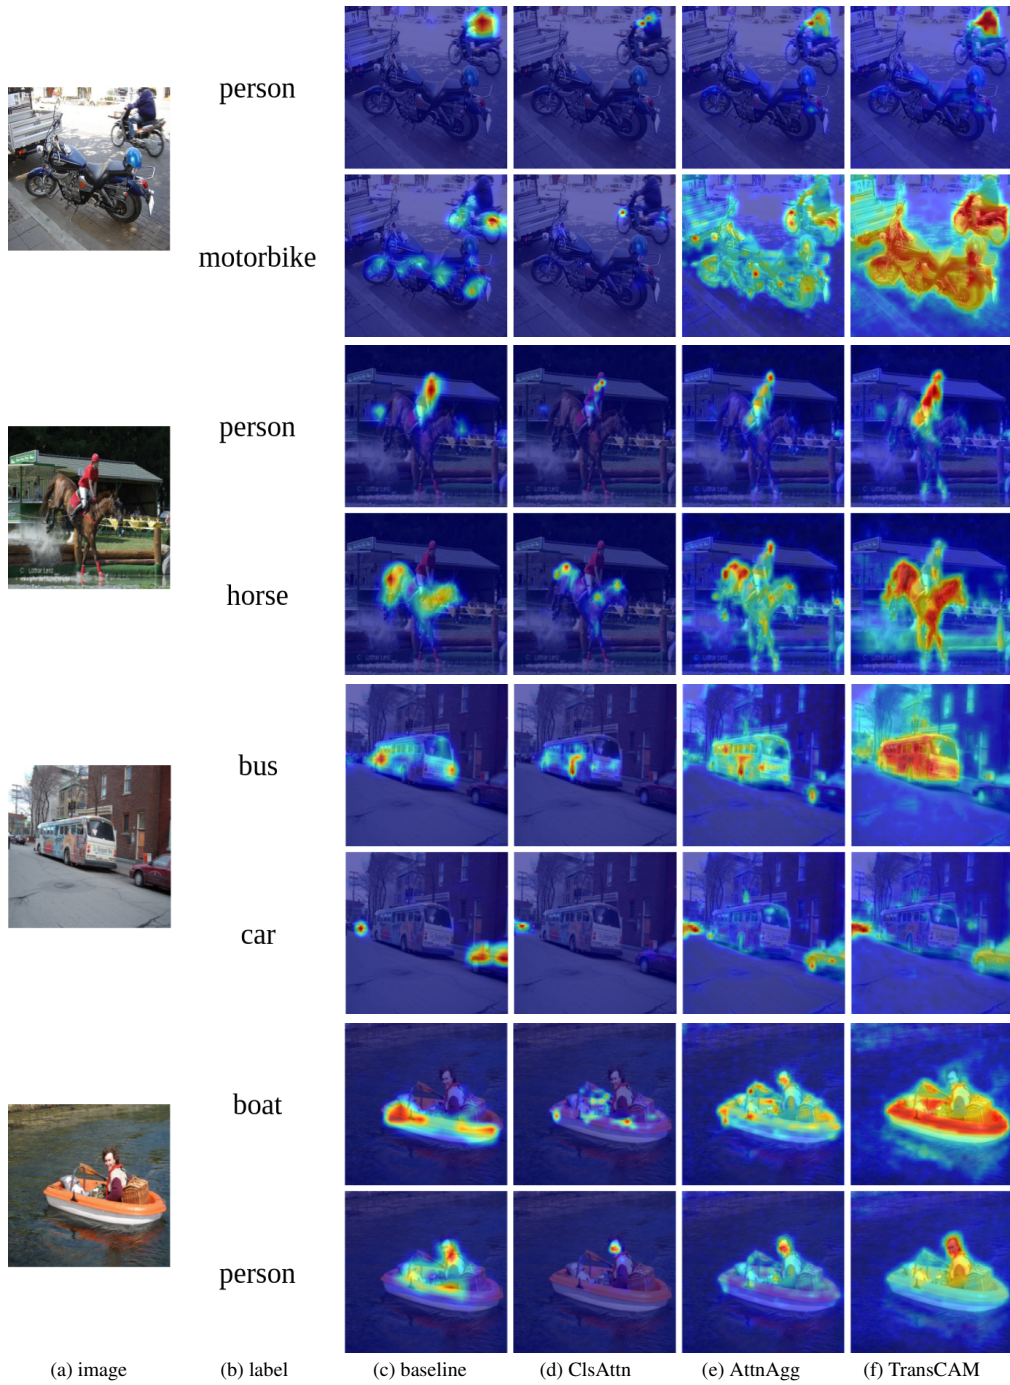 person
motorbike
person
horse
bus
car
boat
person
(a) image
(b) label
(c) baseline
(d) ClsAttn
(e) AttnAgg
(f) TransCAM